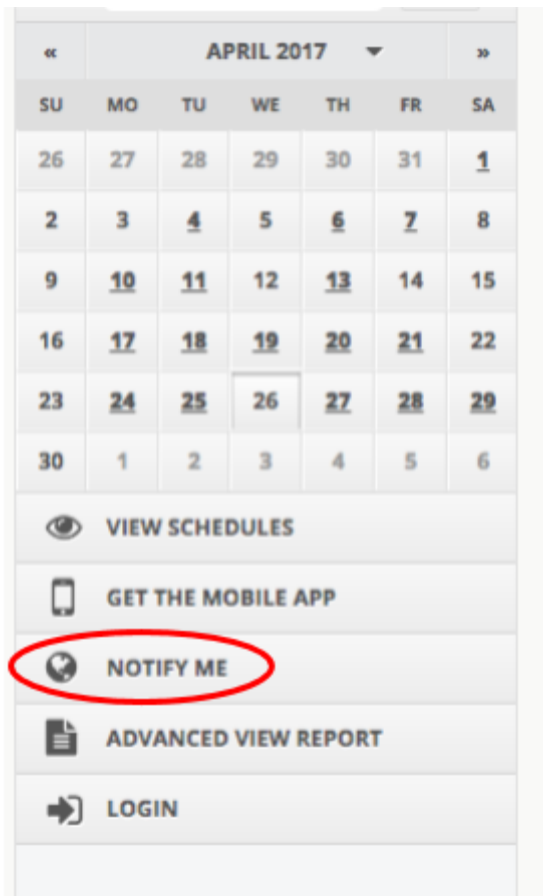 « APRIL 2017 »
SU MO TU WE TH FR SA
26 27 28 29 30 31 1
2 3 4 5 6 7 8
9 10 11 12 13 14 15
16 17 18 19 20 21 22
23 24 25 26 27 28 29
30 1 2 3 4 5 6
VIEW SCHEDULES
GET THE MOBILE APP
NOTIFY ME
ADVANCED VIEW REPORT
LOGIN